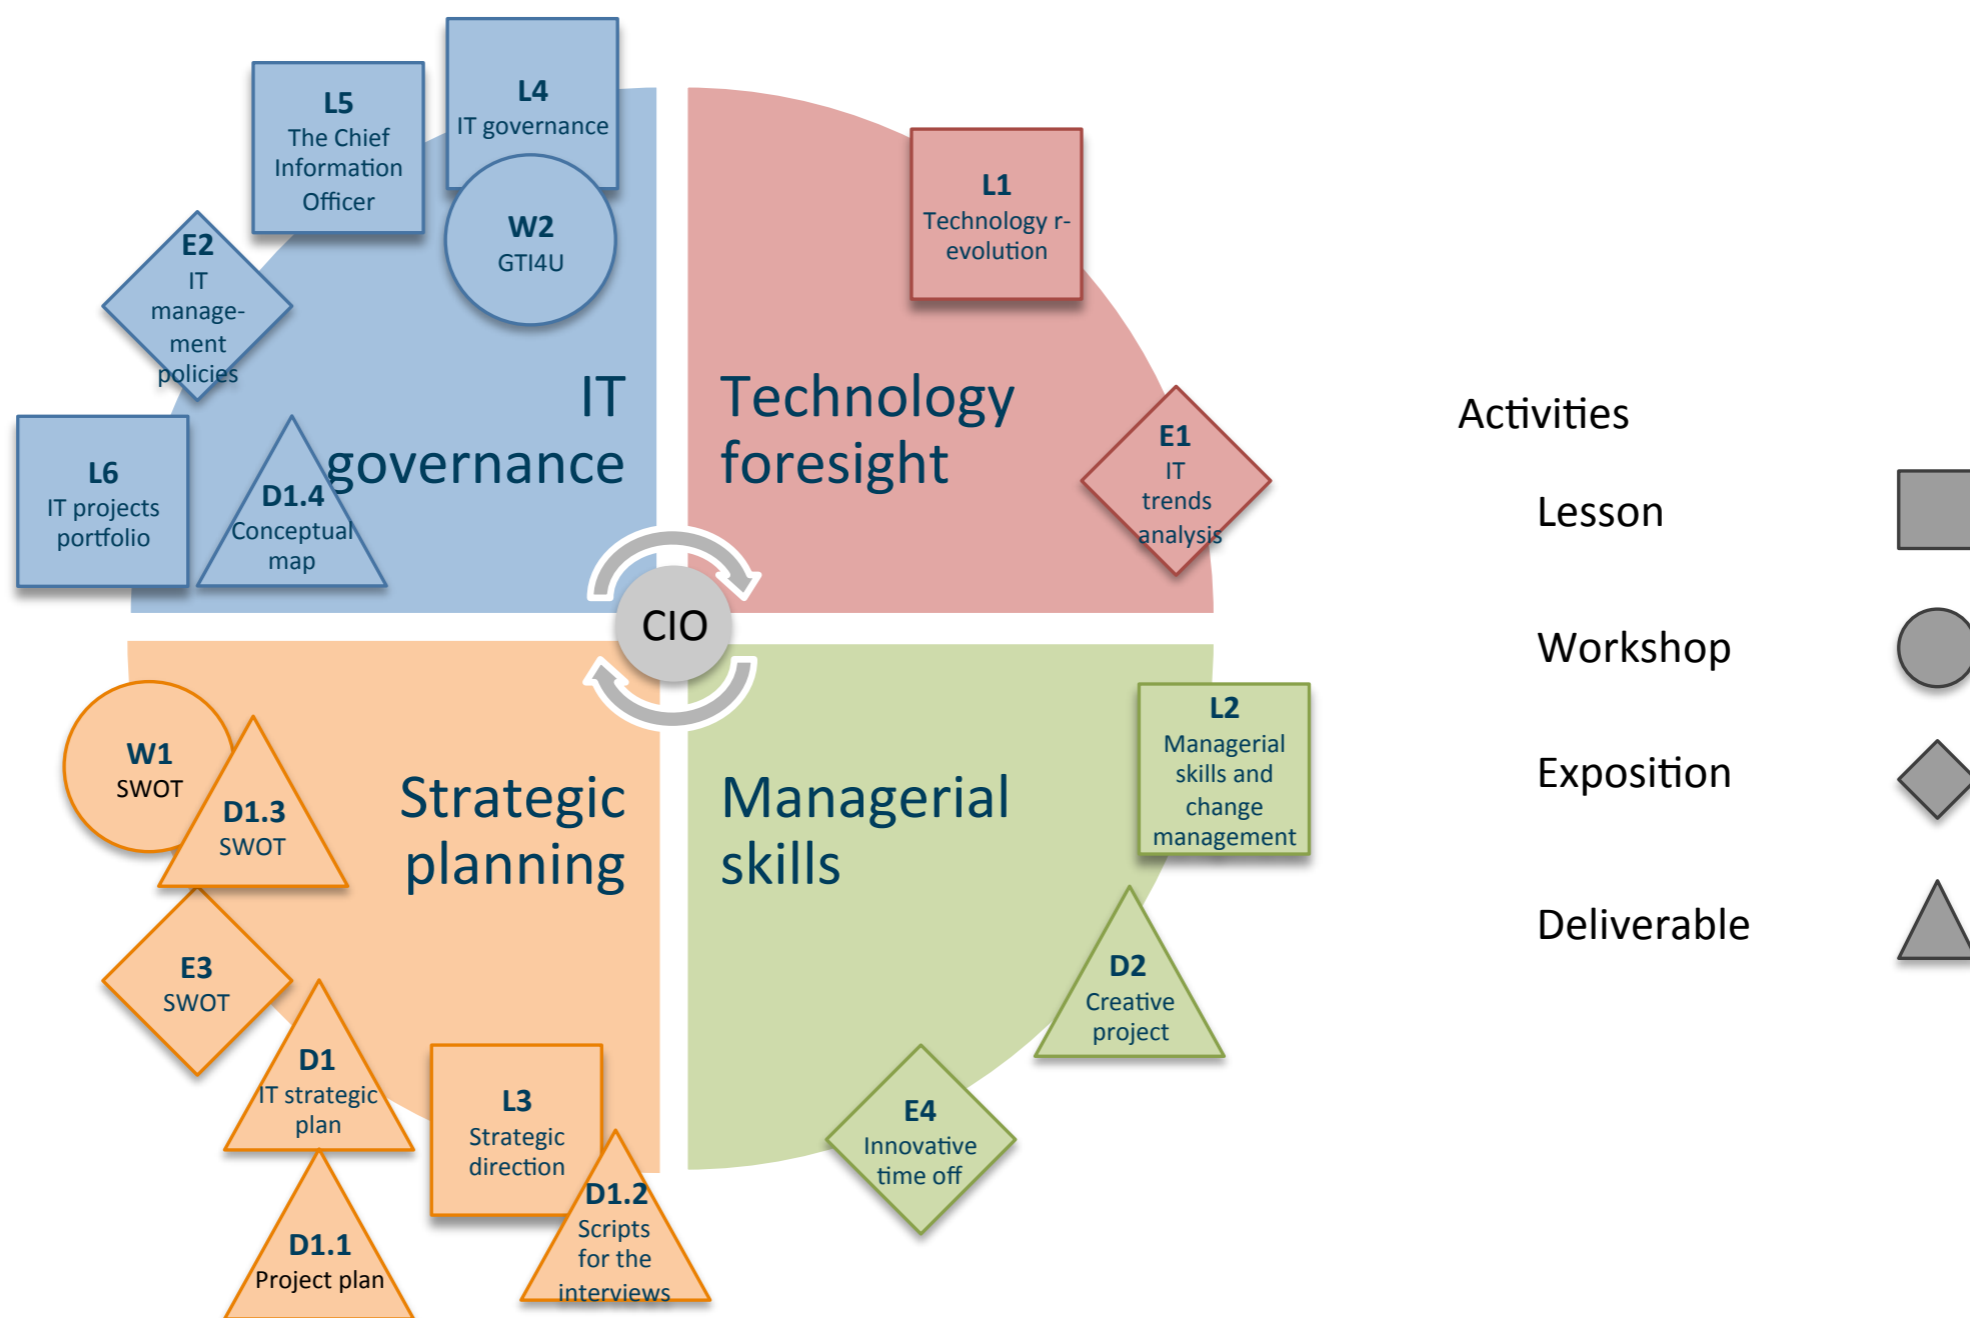 L5
The Chief
Information
Officer
L4
IT governance
W2
GTI4U
E2
IT
manage-
ment
policies
L6
IT projects
portfolio
D1.4
Conceptual
map
IT
governance
L1
Technology r-
evolution
Technology
foresight
E1
IT
trends
analysis
CIO
W1
SWOT
D1.3
SWOT
Strategic
planning
E3
SWOT
D1
IT strategic
plan
D1.1
Project plan
L3
Strategic
direction
D1.2
Scripts
for the
interviews
Managerial
skills
L2
Managerial
skills and
change
management
D2
Creative
project
E4
Innovative
time off
Activities
Lesson
Workshop
Exposition
Deliverable